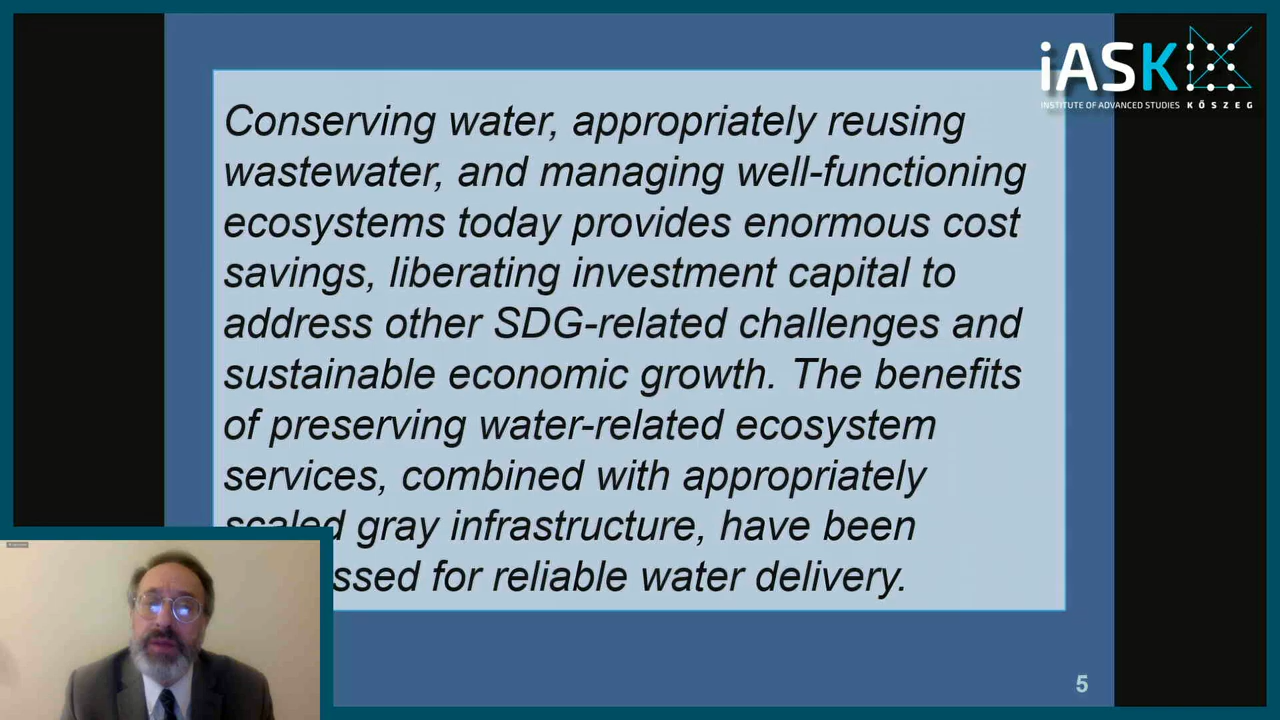 iASK
INSTITUTE OF ADVANCED STUDIES KŐSZEG
Conserving water, appropriately reusing
wastewater, and managing well-functioning
ecosystems today provides enormous cost
savings, liberating investment capital to
address other SDG-related challenges and
sustainable economic growth. The benefits
of preserving water-related ecosystem
services, combined with appropriately
scaled gray infrastructure, have been
ssed for reliable water delivery.
5